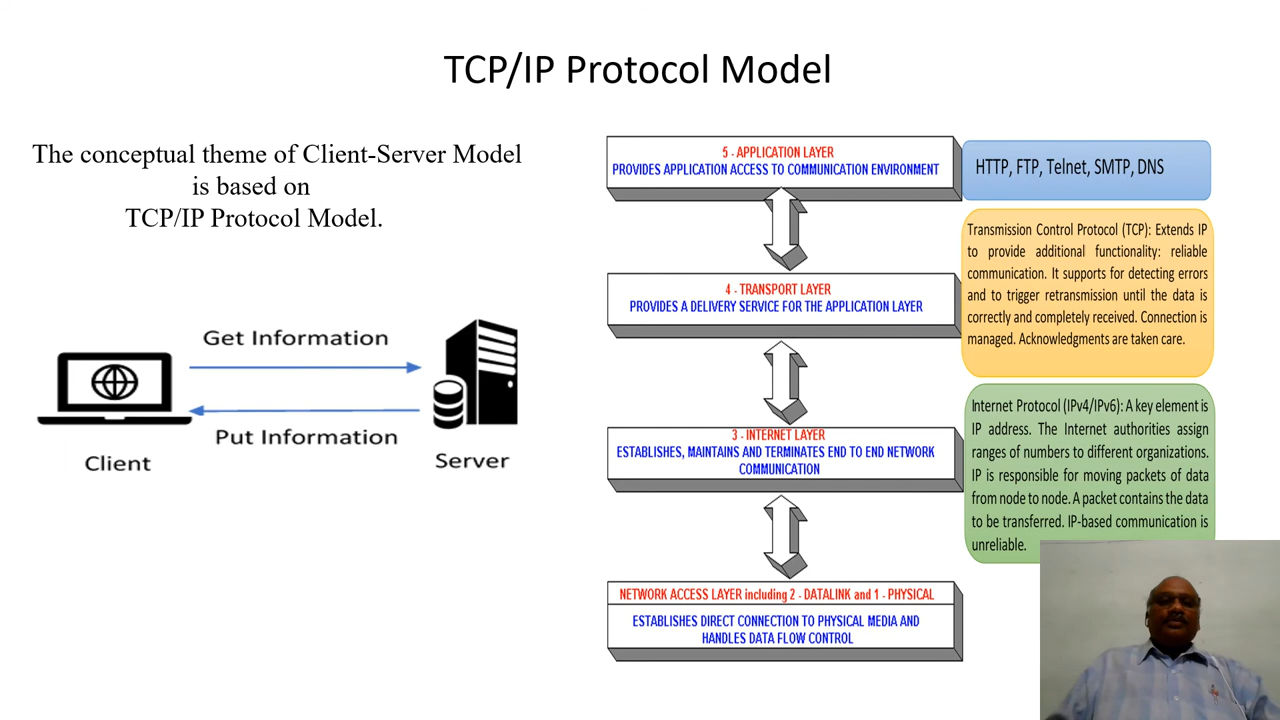 TCP/IP Protocol Model
The conceptual theme of Client-Server Model
is based on
TCP/IP Protocol Model.
Get Information
Put Information
Client
Server
5 - APPLICATION LAYER
PROVIDES APPLICATION ACCESS TO COMMUNICATION ENVIRONMENT
HTTP, FTP, Telnet, SMTP, DNS
4 - TRANSPORT LAYER
PROVIDES A DELIVERY SERVICE FOR THE APPLICATION LAYER
Transmission Control Protocol (TCP): Extends IP
to provide additional functionality: reliable
communication. It supports for detecting errors
and to trigger retransmission until the data is
correctly and completely received. Connection is
managed. Acknowledgments are taken care.
3 - INTERNET LAYER
ESTABLISHES, MAINTAINS AND TERMINATES END TO END NETWORK
COMMUNICATION
Internet Protocol (IPv4/IPv6): A key element is
IP address. The Internet authorities assign
ranges of numbers to different organizations.
IP is responsible for moving packets of data
from node to node. A packet contains the data
to be transferred. IP-based communication is
unreliable.
NETWORK ACCESS LAYER including 2 - DATALINK and 1 - PHYSICAL
ESTABLISHES DIRECT CONNECTION TO PHYSICAL MEDIA AND
HANDLES DATA FLOW CONTROL